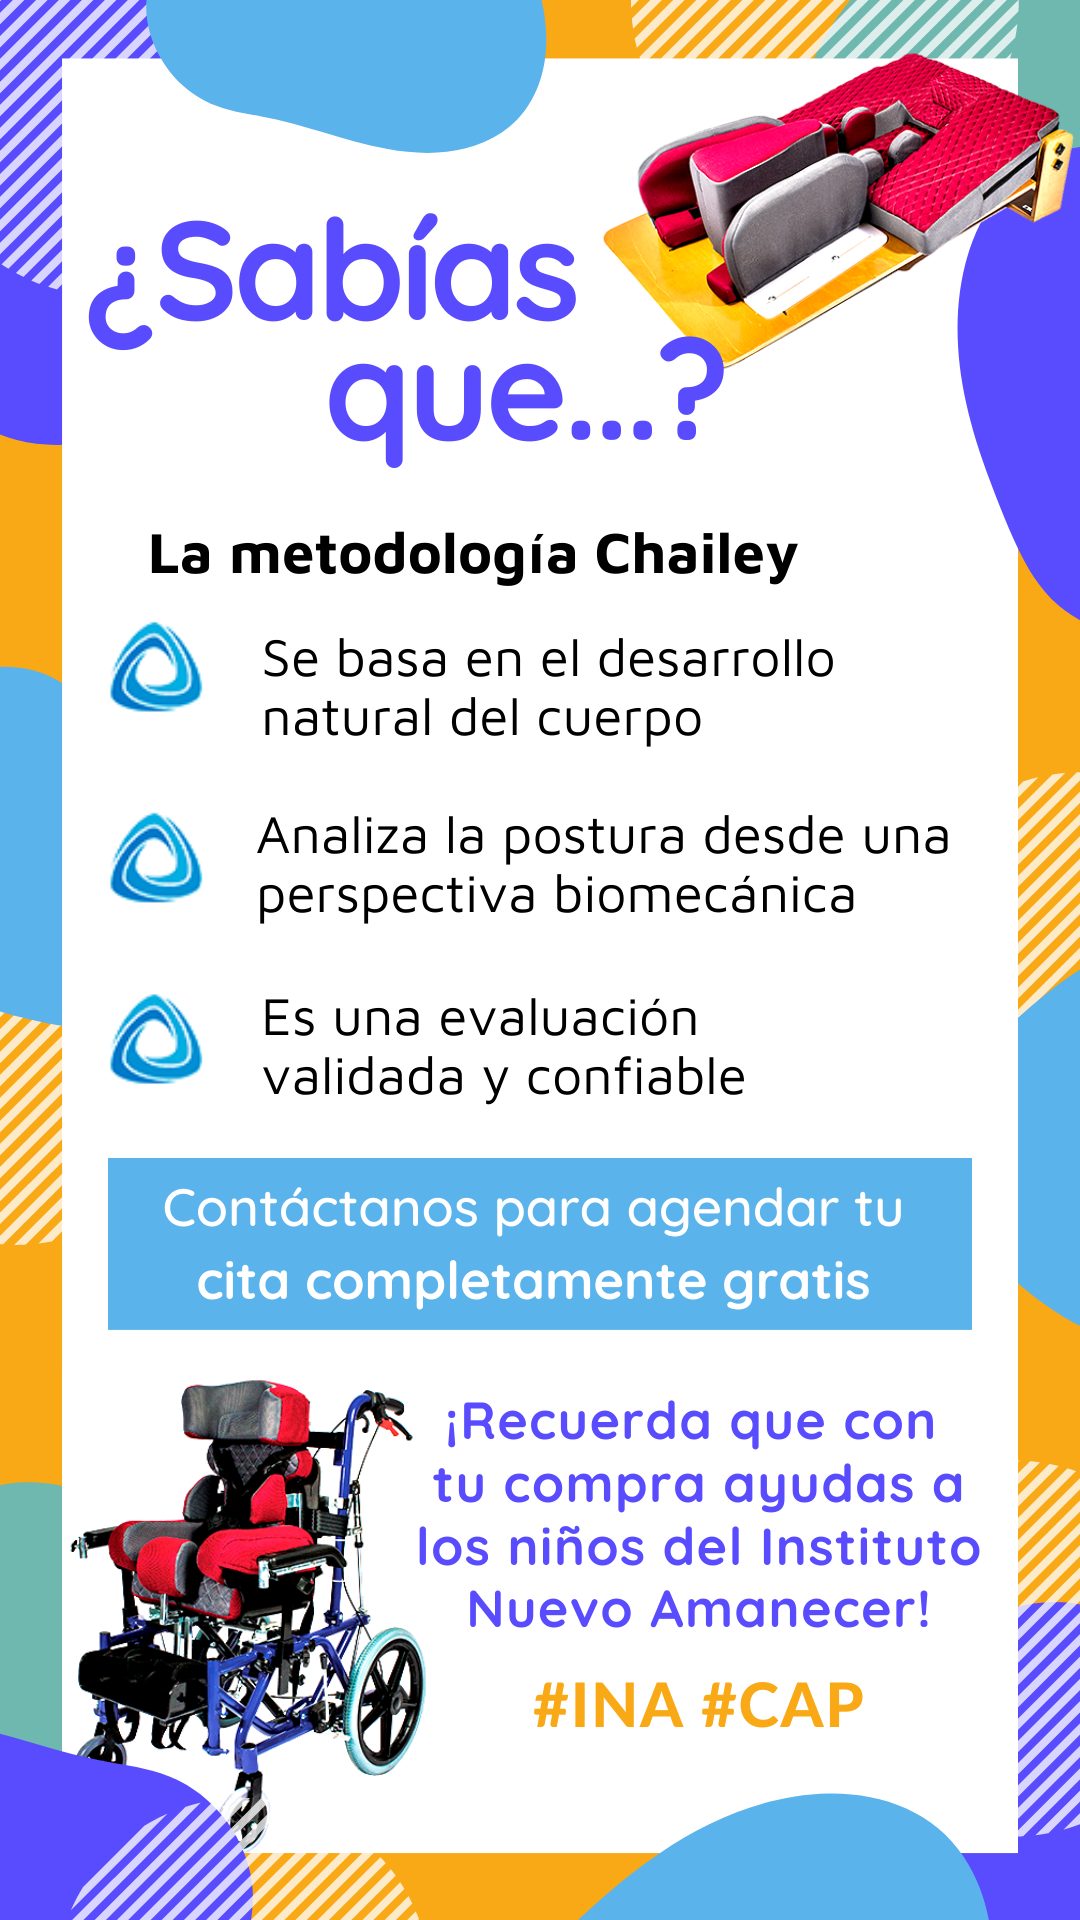 ¿Sabías
que...?
La metodología Chailey
Se basa en el desarrollo
natural del cuerpo
Analiza la postura desde una
perspectiva biomecánica
Es una evaluación
validada y confiable
Contáctanos para agendar tu
cita completamente gratis
¡Recuerda que con
tu compra ayudas a
los niños del Instituto
Nuevo Amanecer!
#INA #CAP